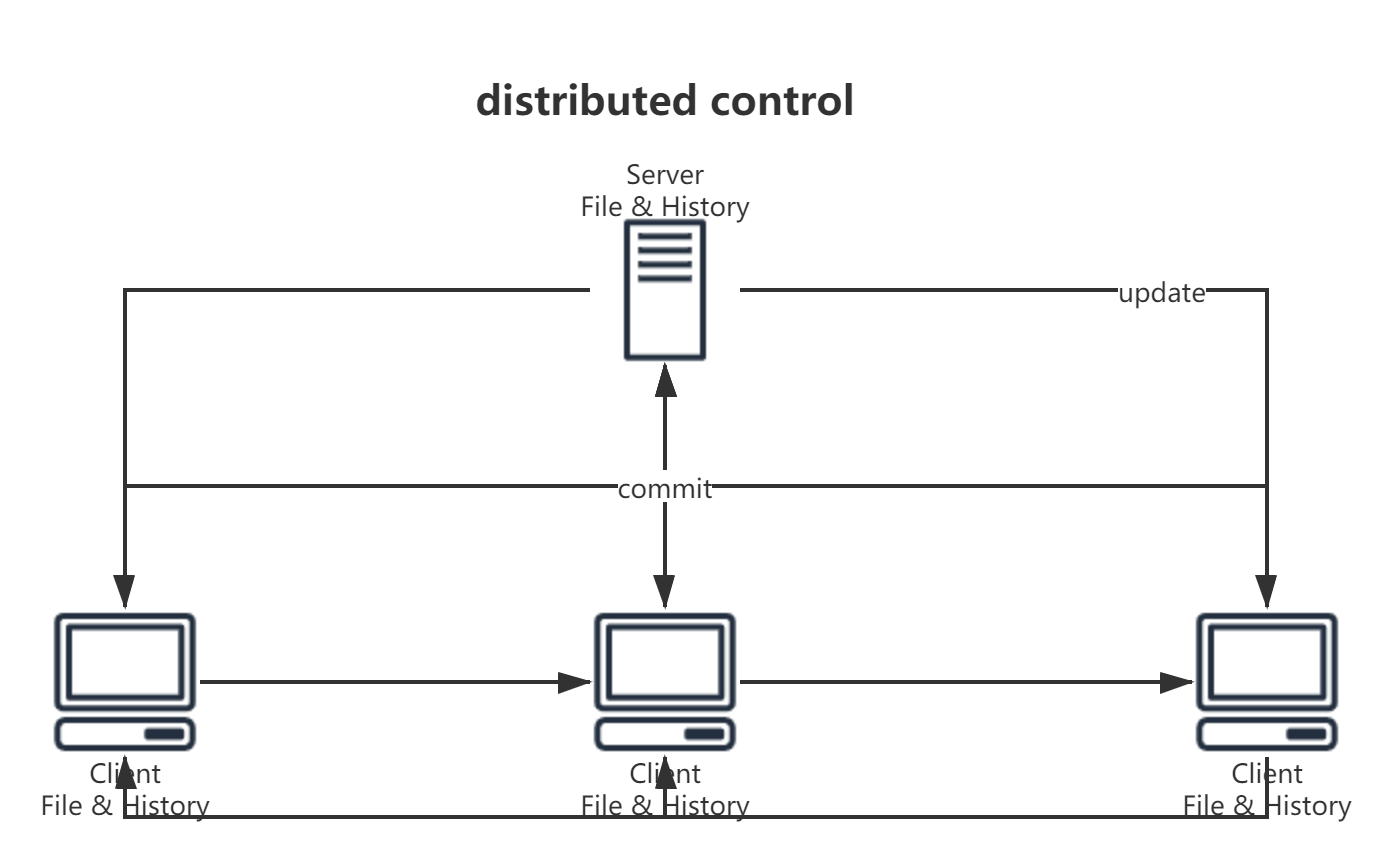 distributed control
Server
File & History
update
commit
Client
File & History
Client
File & History
Client
File & History